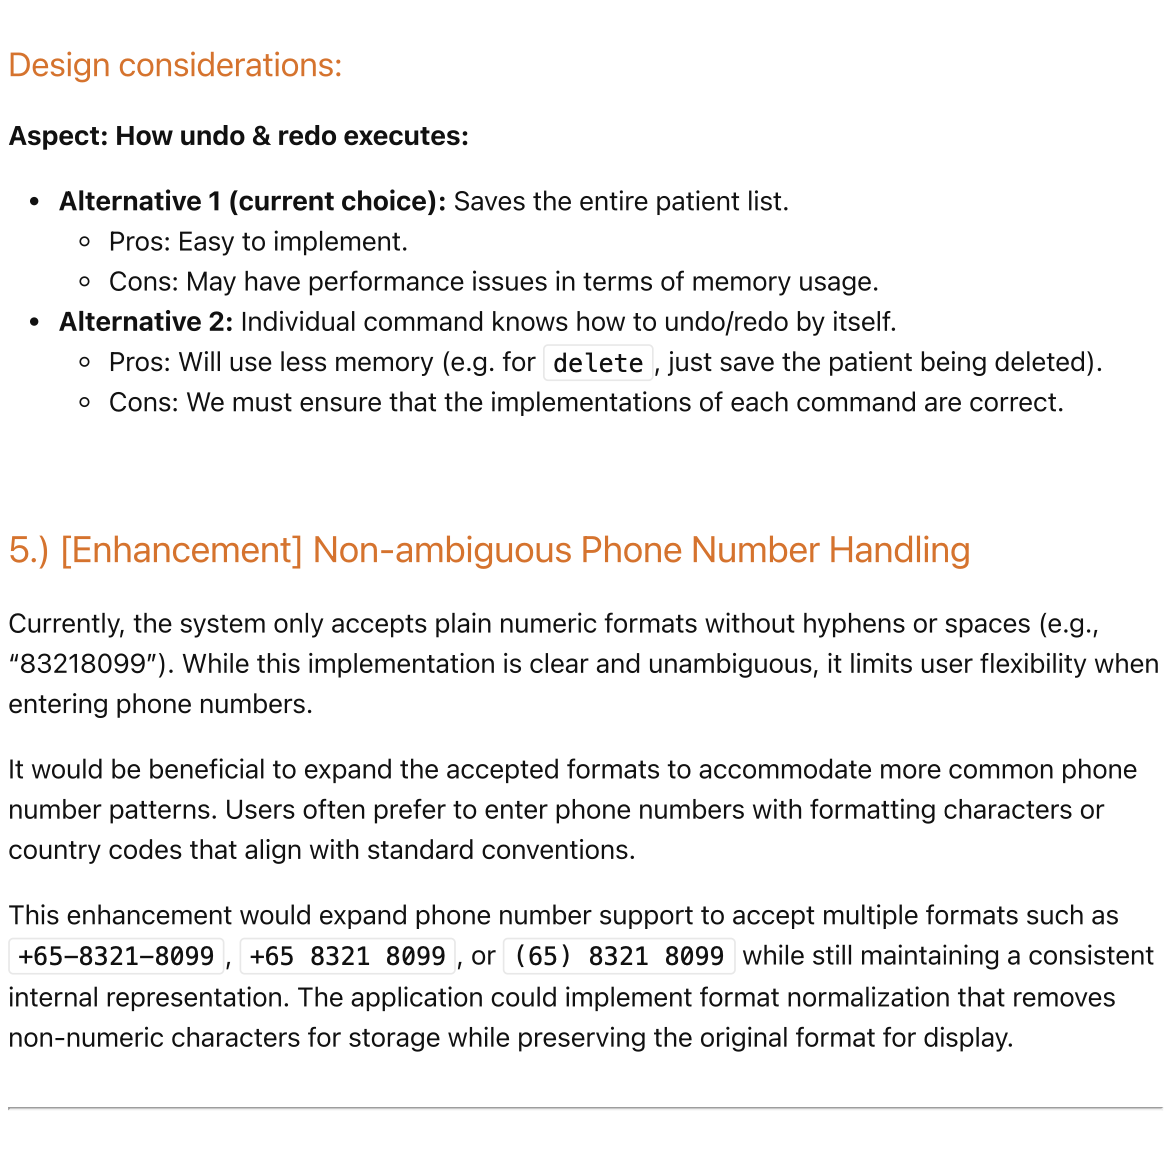 Design considerations:
Aspect: How undo & redo executes:
• Alternative 1 (current choice): Saves the entire patient list.
◦ Pros: Easy to implement.
◦ Cons: May have performance issues in terms of memory usage.
• Alternative 2: Individual command knows how to undo/redo by itself.
◦ Pros: Will use less memory (e.g. for delete, just save the patient being deleted).
◦ Cons: We must ensure that the implementations of each command are correct.
5.) [Enhancement] Non-ambiguous Phone Number Handling
Currently, the system only accepts plain numeric formats without hyphens or spaces (e.g.,
“83218099”). While this implementation is clear and unambiguous, it limits user flexibility when
entering phone numbers.
It would be beneficial to expand the accepted formats to accommodate more common phone
number patterns. Users often prefer to enter phone numbers with formatting characters or
country codes that align with standard conventions.
This enhancement would expand phone number support to accept multiple formats such as
+65-8321-8099, +65 8321 8099, or (65) 8321 8099 while still maintaining a consistent
internal representation. The application could implement format normalization that removes
non-numeric characters for storage while preserving the original format for display.